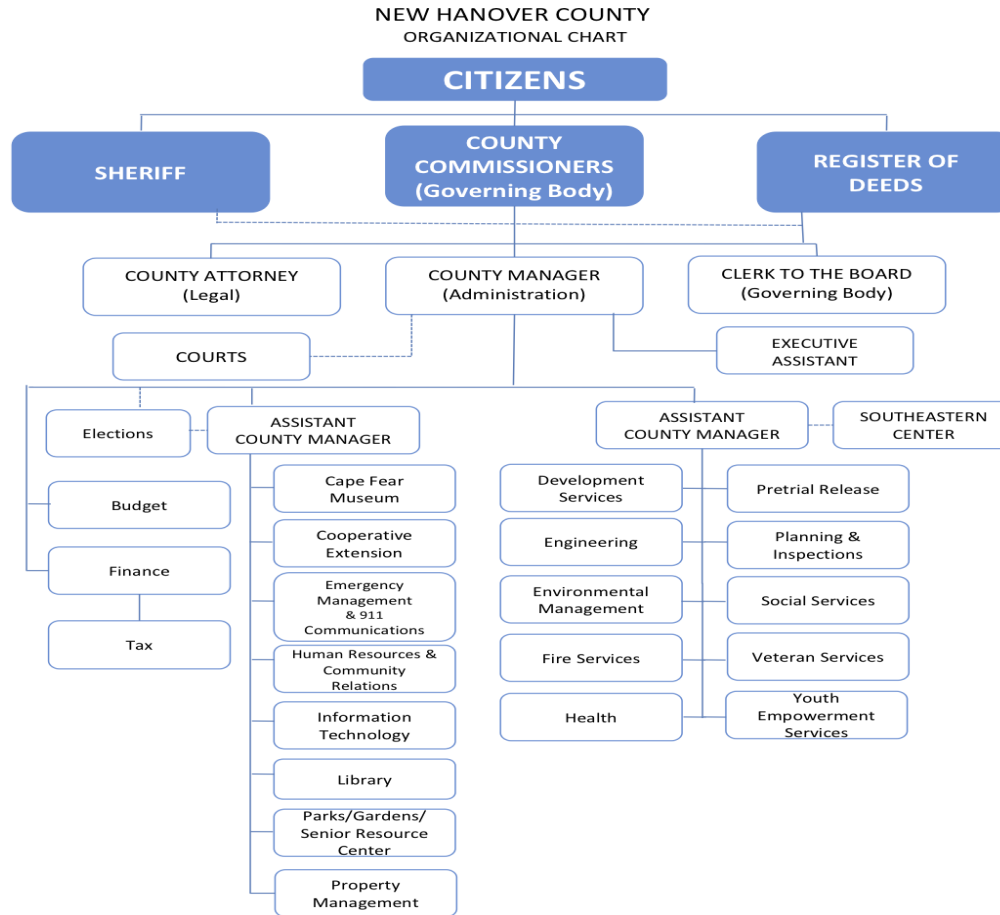 NEW HANOVER COUNTY
ORGANIZATIONAL CHART
CITIZENS
SHERIFF
COUNTY
COMMISSIONERS
(Governing Body)
REGISTER OF
DEEDS
COUNTY ATTORNEY
(Legal)
COUNTY MANAGER
(Administration)
CLERK TO THE BOARD
(Governing Body)
COURTS
EXECUTIVE
ASSISTANT
Elections
ASSISTANT
COUNTY MANAGER
ASSISTANT
COUNTY MANAGER
SOUTHEASTERN
CENTER
Budget
Finance
Tax
Cape Fear
Museum
Cooperative
Extension
Emergency
Management
& 911
Communications
Human Resources &
Community
Relations
Information
Technology
Library
Parks/Gardens/
Senior Resource
Center
Property
Management
Development
Services
Engineering
Environmental
Management
Fire Services
Health
Pretrial Release
Planning &
Inspections
Social Services
Veteran Services
Youth
Empowerment
Services